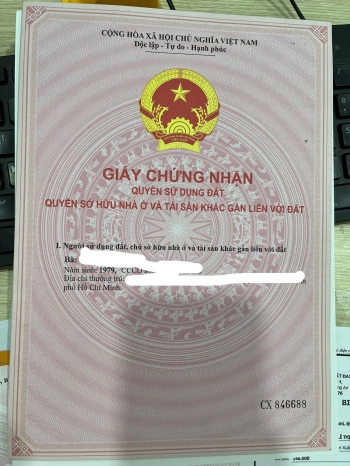 CỘNG HÒA XÃ HỘI CHỦ NGHĨA VIỆT NAM
Độc lập - Tự do - Hạnh phúc
GIẤY CHỨNG NHẬN
QUYỀN SỬ DỤNG ĐẤT
QUYỀN SỞ HỮU NHÀ Ở VÀ TÀI SẢN KHÁC GẮN LIỀN VỚI ĐẤT
I. Người sử dụng đất, chủ sở hữu nhà ở và tài sản khác gắn liền với đất
Bà:
Năm sinh: 1979, CCCD
Địa chỉ thường trú:
phố Hồ Chí Minh.
CX 846688